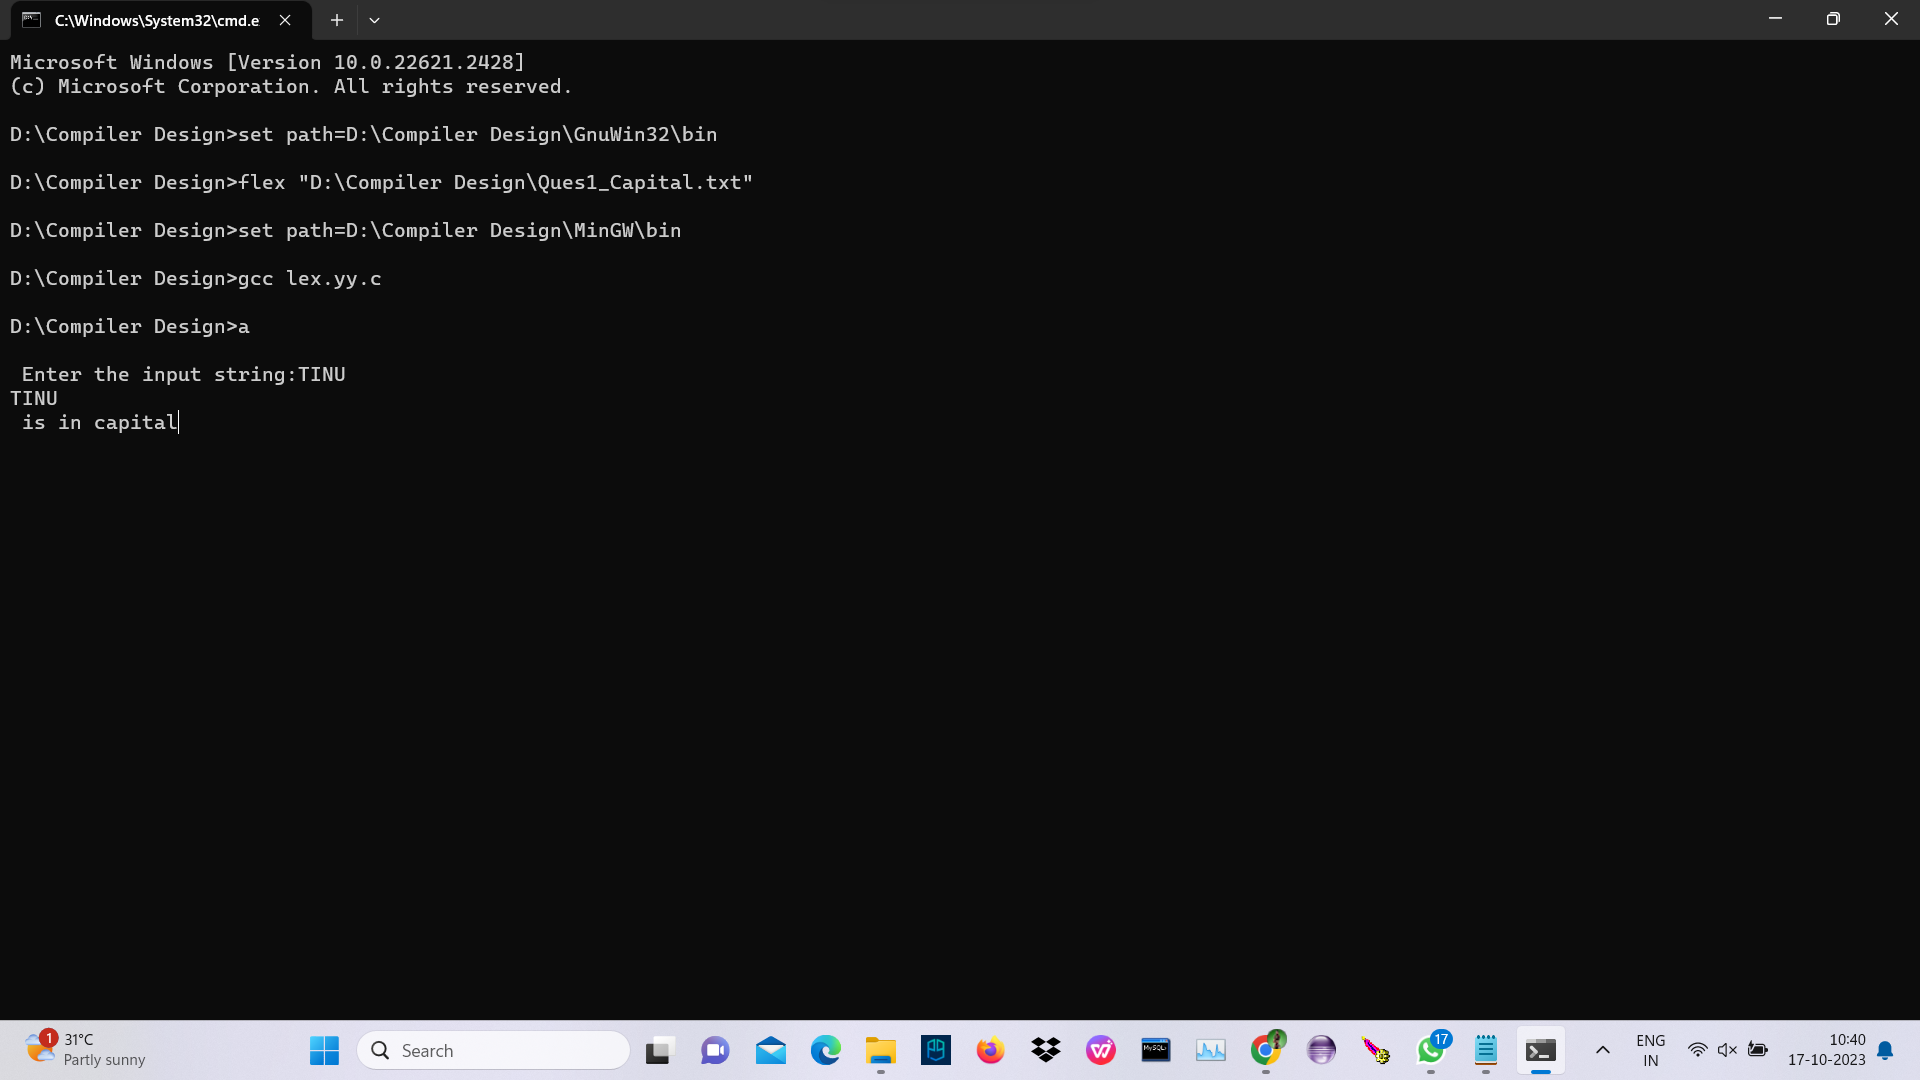 C:\Windows\System32\cmd.e
Microsoft Windows [Version 10.0.22621.2428]
(c) Microsoft Corporation. All rights reserved.
D:\Compiler Design>set path=D:\Compiler Design\GnuWin32\bin
D:\Compiler Design>flex "D:\Compiler Design\Ques1_Capital.txt"
D:\Compiler Design>set path=D:\Compiler Design\MinGW\bin
D:\Compiler Design>gcc lex.yy.c
D:\Compiler Design>a
Enter the input string:TINU
TINU
is in capital
1
31°C
Partly sunny
Search
MySQL
17
ENG
IN
10:40
17-10-2023